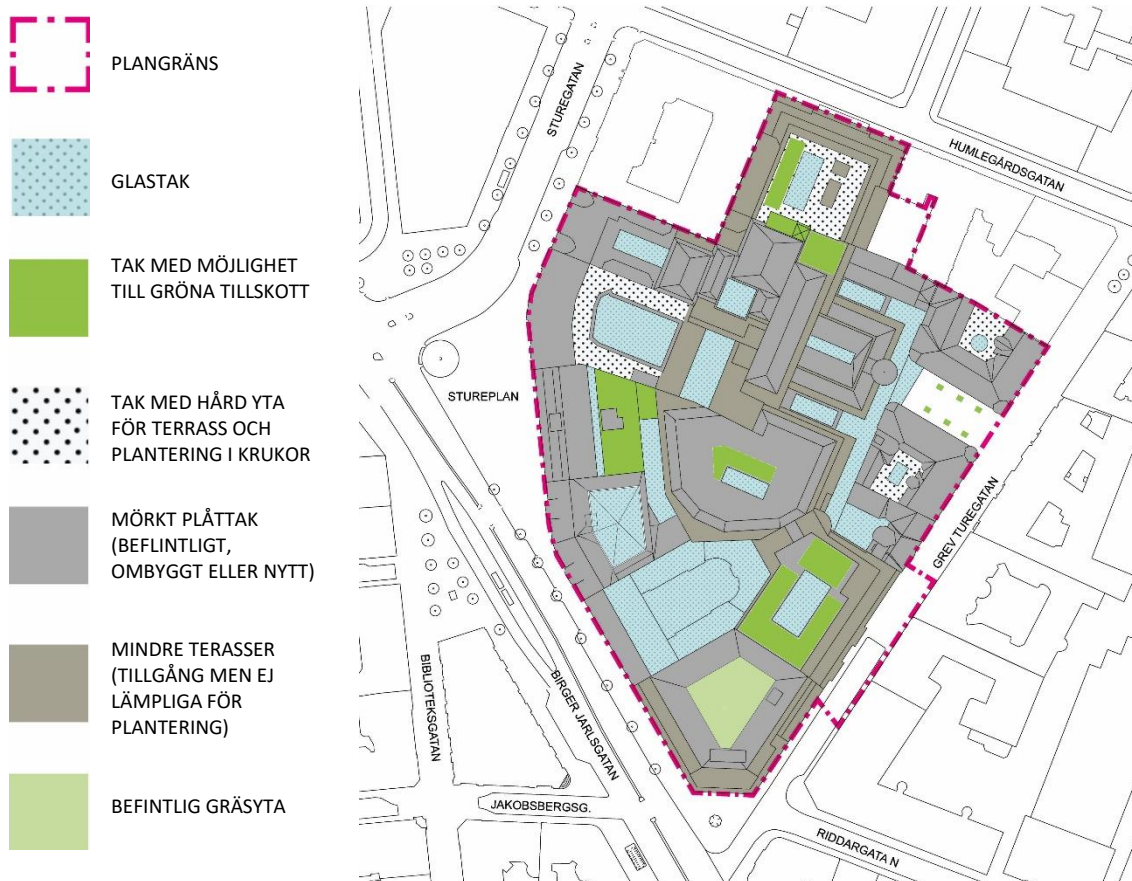 PLANGRÄNS
GLASTAK
TAK MED MÖJLIGHET
TILL GRÖNA TILLSKOTT
TAK MED HÅRD YTA
FÖR TERRASS OCH
PLANTERING I KRUKOR
MÖRKT PLÅTTAK
(BEFLINTLIGT,
OMBYGGT ELLER NYTT)
MINDRE TERASSER
(TILLGÅNG MEN EJ
LÄMPLIGA FÖR
PLANTERING)
BEFINTLIG GRÄSYTA
STUREGATAN
HUMLEGÅRDSGATAN
STUREPLAN
GREV TUREGATAN
BIBLIOTEKSGATAN
BIRGER JARLSGATAN
JAKOBSBERGSG.
RIDDARGATA N